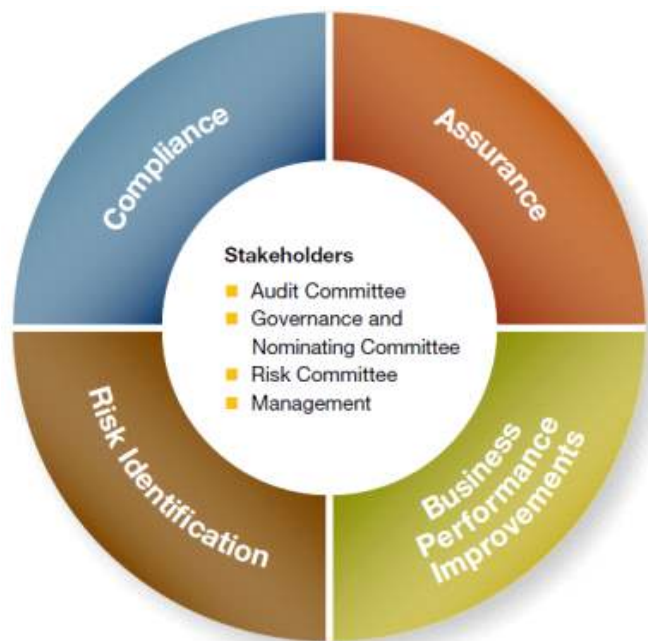 Compliance
Assurance
Stakeholders
Audit Committee
Governance and
Nominating Committee
Risk Committee
Management
Risk Identification
Business
Performance
Improvements